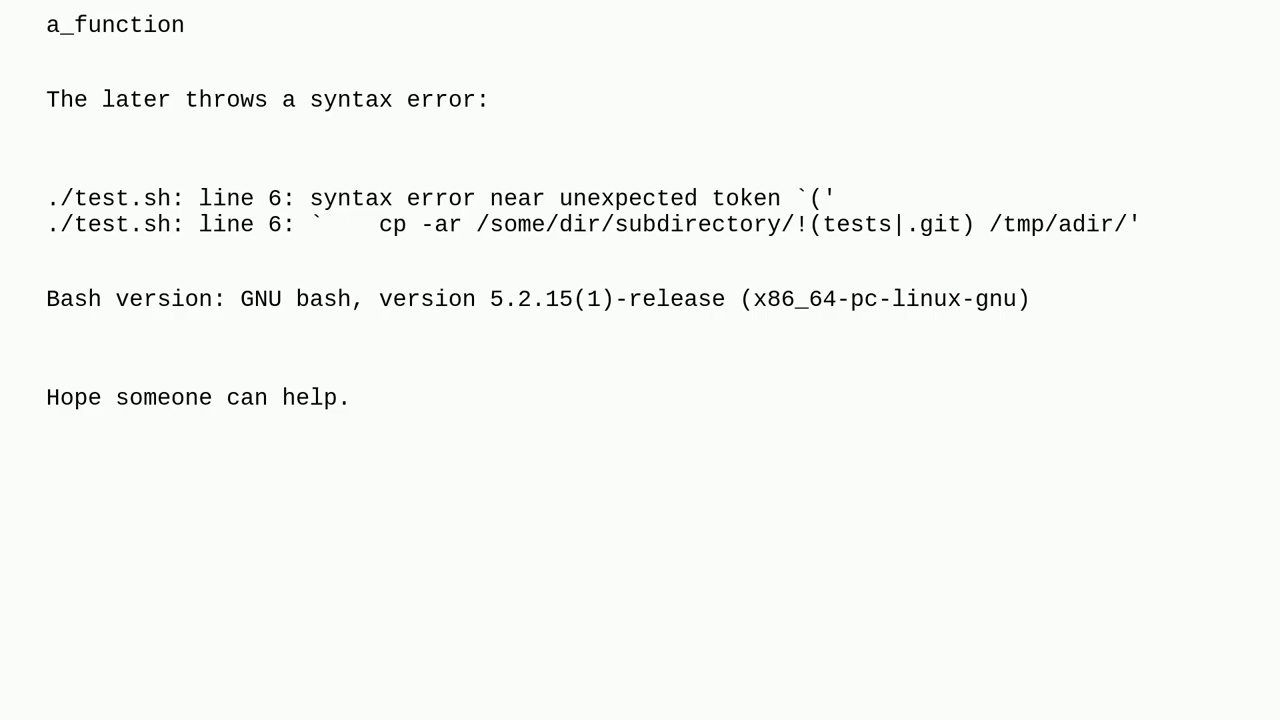 a_function
The later throws a syntax error:
./test.sh: line 6: syntax error near unexpected token `('
./test.sh: line 6: `    cp -ar /some/dir/subdirectory/!(tests|.git) /tmp/adir/'
Bash version: GNU bash, version 5.2.15(1)-release (x86_64-pc-linux-gnu)
Hope someone can help.